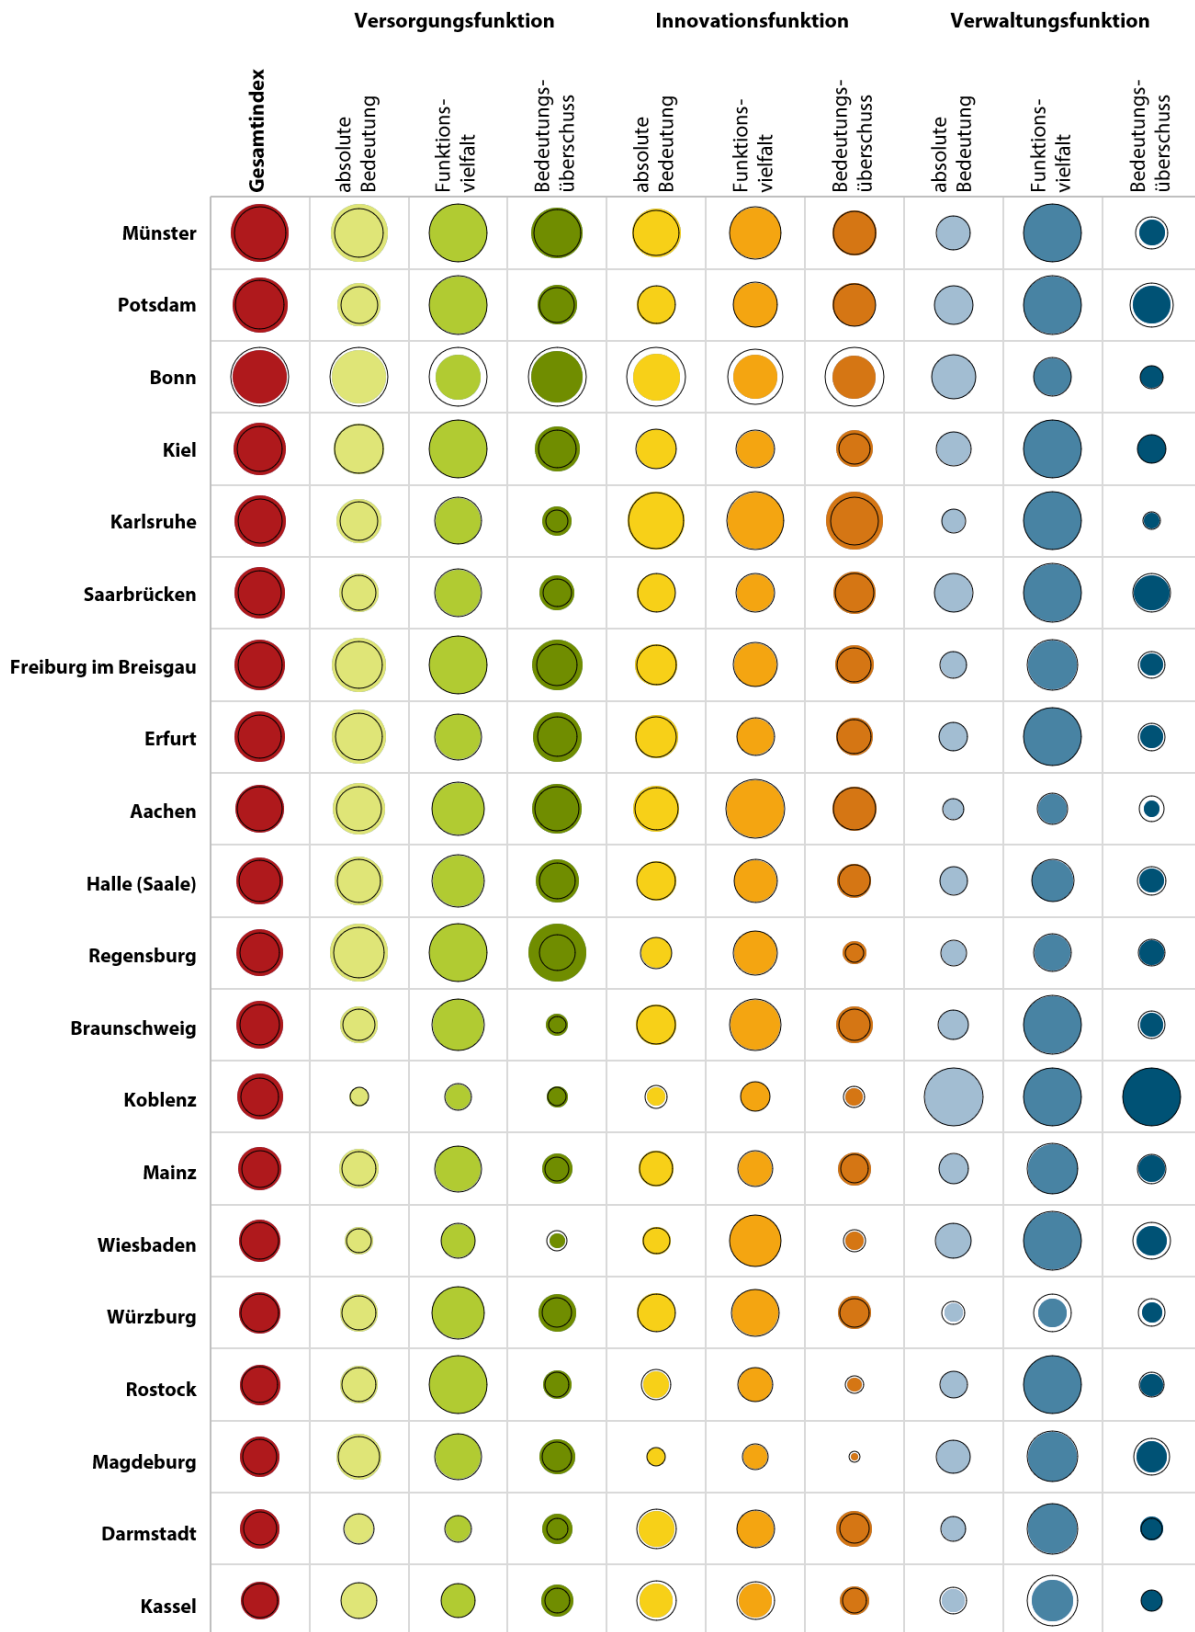 Versorgungsfunktion
Innovationsfunktion
Verwaltungsfunktion
Gesamtindex
absolute
Bedeutung
Funktions-
vielfalt
Bedeutungs-
überschuss
absolute
Bedeutung
Funktions-
vielfalt
Bedeutungs-
überschuss
absolute
Bedeutung
Funktions-
vielfalt
Bedeutungs-
überschuss
Münster
Potsdam
Bonn
Kiel
Karlsruhe
Saarbrücken
Freiburg im Breisgau
Erfurt
Aachen
Halle (Saale)
Regensburg
Braunschweig
Koblenz
Mainz
Wiesbaden
Würzburg
Rostock
Magdeburg
Darmstadt
Kassel